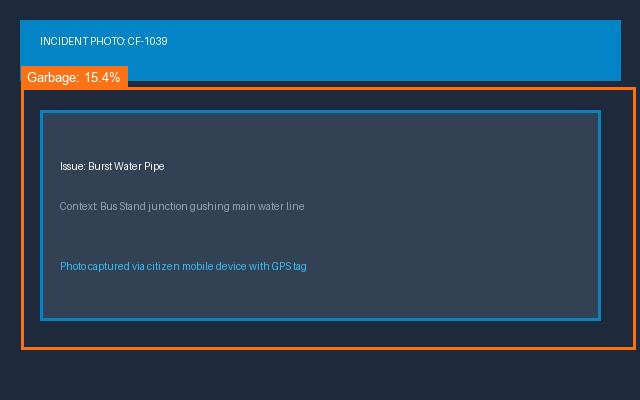 INCIDENT PHOTO: CF-1039
Garbage: 15.4%
Issue: Burst Water Pipe
Context: Bus Stand junction gushing main water line
Photo captured via citizen mobile device with GPS tag